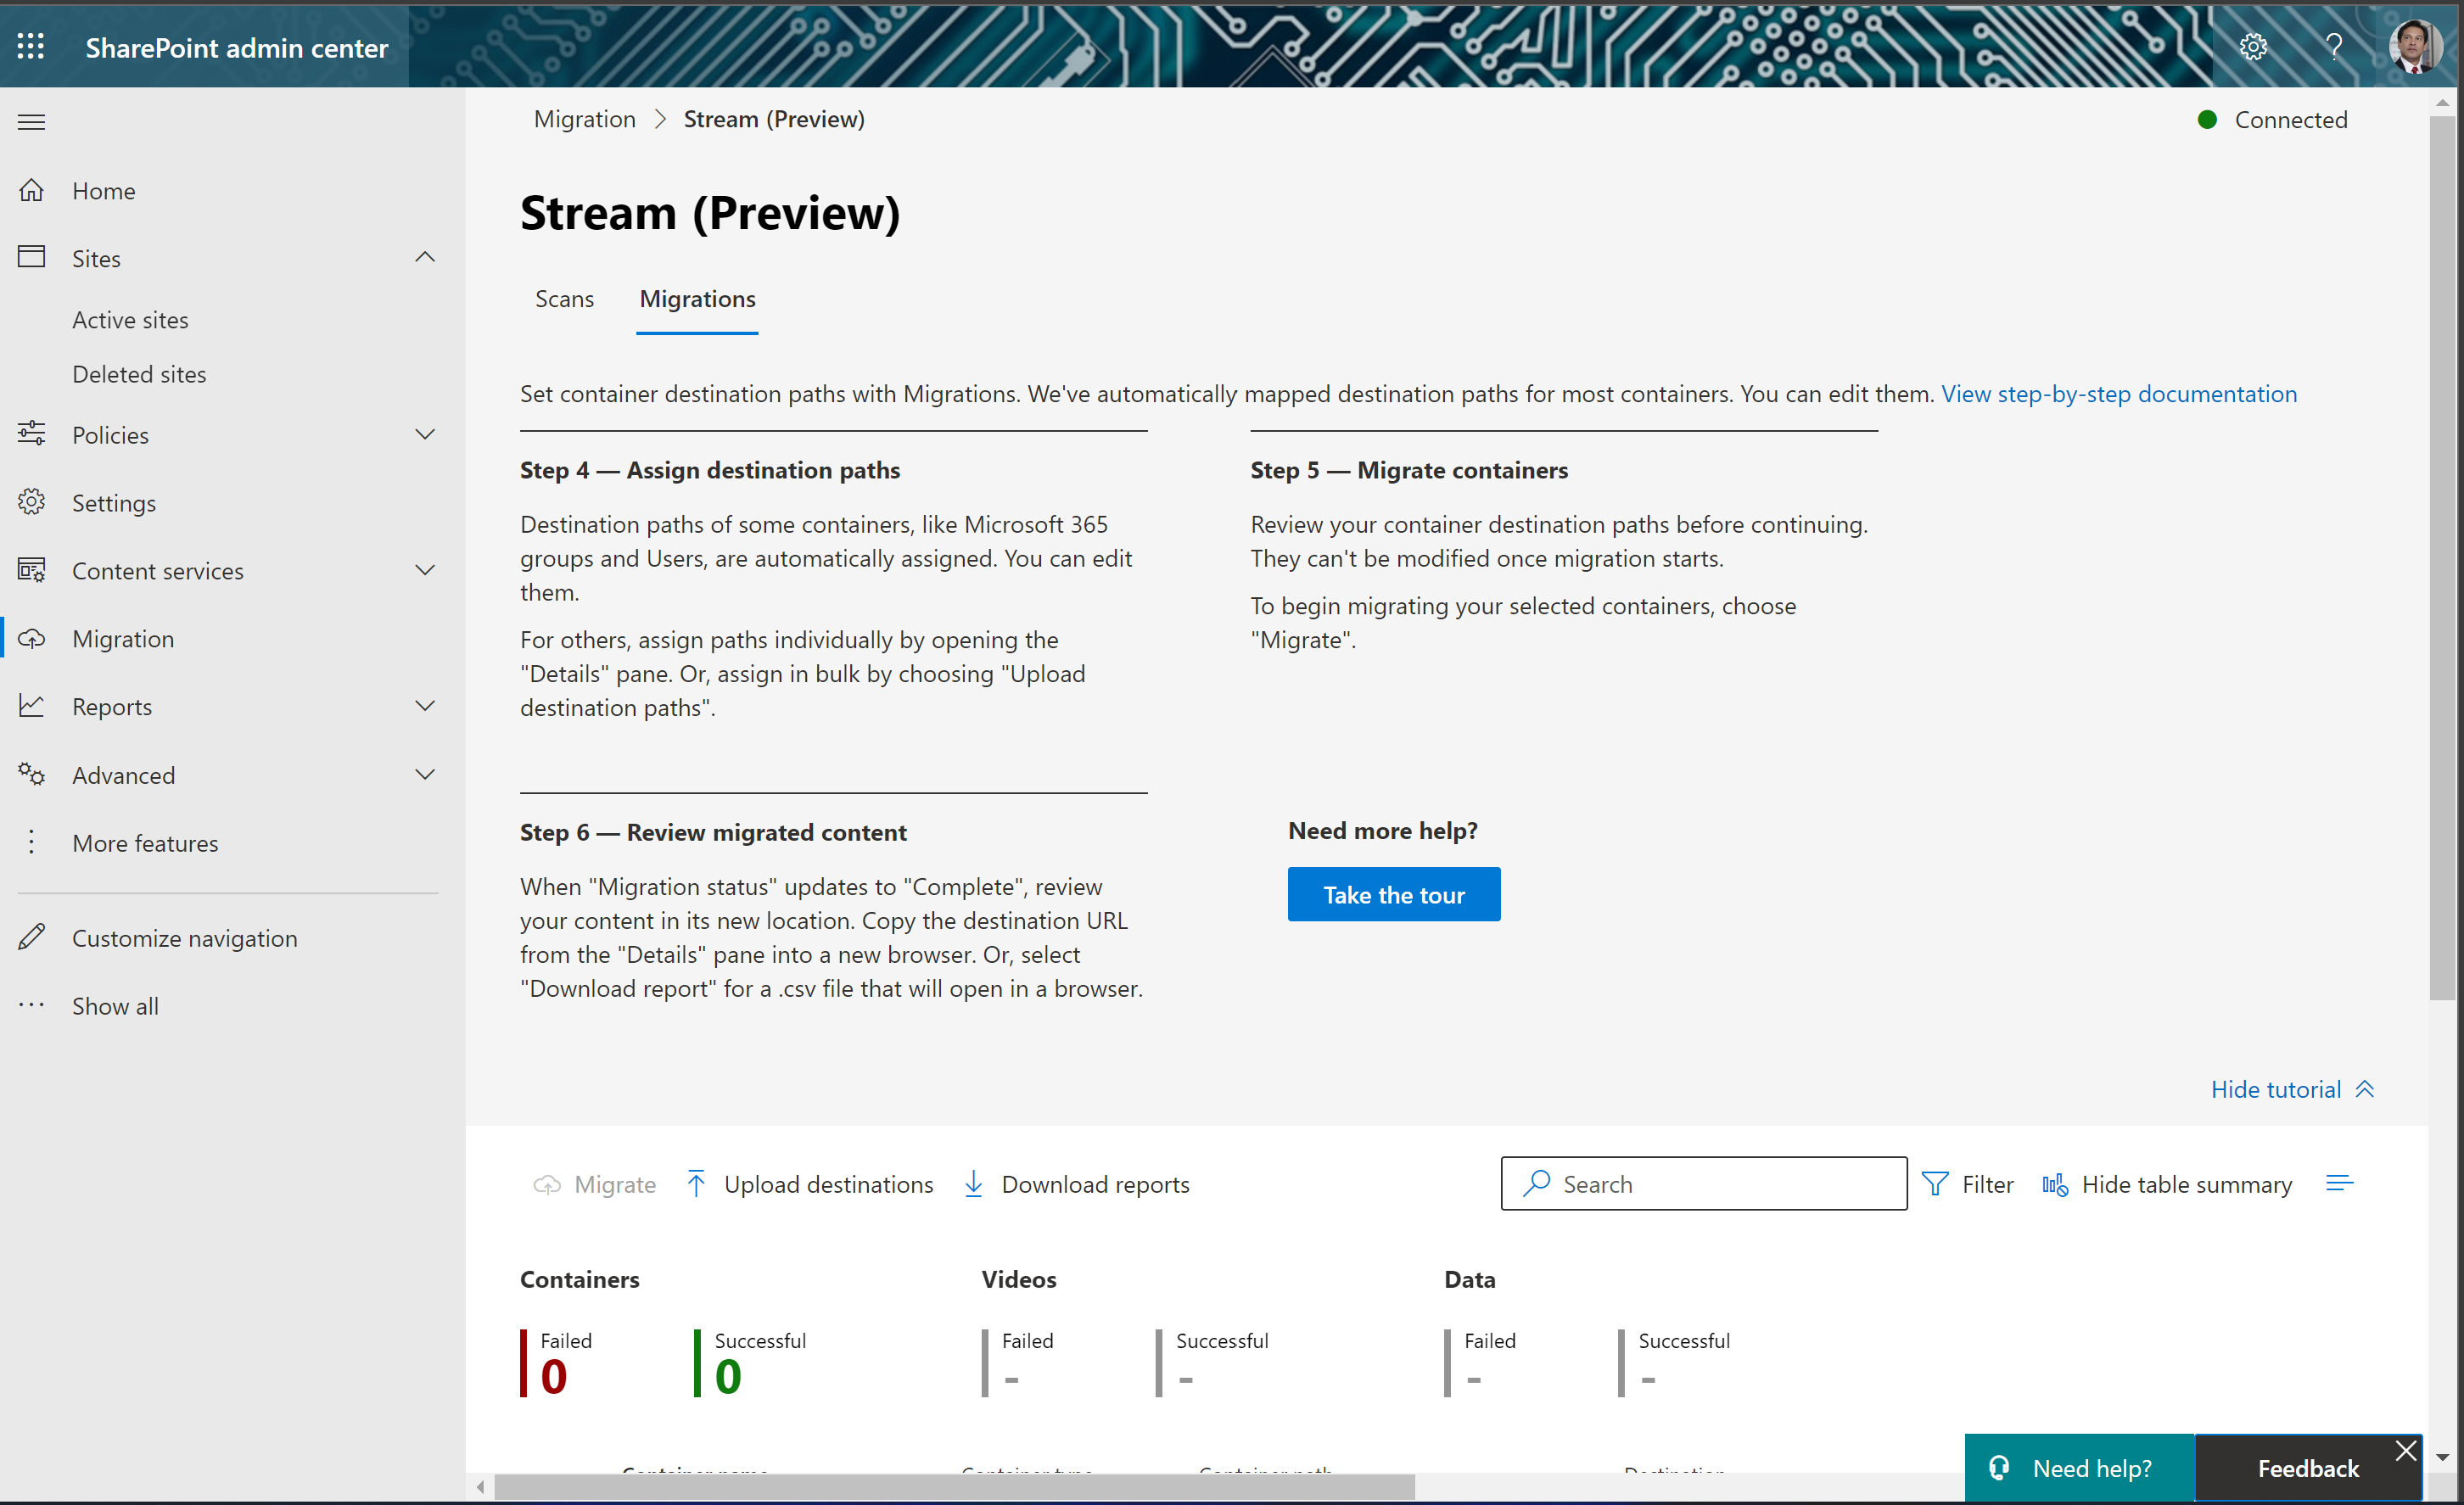 SharePoint admin center
Migration > Stream (Preview)
Connected
Home
Sites
Active sites
Deleted sites
Policies
Settings
Content services
Migration
Reports
Advanced
More features
Customize navigation
Show all
Stream (Preview)
Scans
Migrations
Set container destination paths with Migrations. We've automatically mapped destination paths for most containers. You can edit them. View step-by-step documentation
Step 4 — Assign destination paths
Destination paths of some containers, like Microsoft 365
groups and Users, are automatically assigned. You can edit
them.
For others, assign paths individually by opening the
"Details" pane. Or, assign in bulk by choosing "Upload
destination paths".
Step 5 — Migrate containers
Review your container destination paths before continuing.
They can't be modified once migration starts.
To begin migrating your selected containers, choose
"Migrate".
Step 6 — Review migrated content
When "Migration status" updates to "Complete", review
your content in its new location. Copy the destination URL
from the "Details" pane into a new browser. Or, select
"Download report" for a .csv file that will open in a browser.
Need more help?
Take the tour
Hide tutorial
Migrate
Upload destinations
Download reports
Search
Filter
Hide table summary
Containers
Failed
0
Successful
0
Videos
Failed
-
Successful
-
Data
Failed
-
Successful
-
Container name
Container type
Container path
Destination
Need help?
Feedback